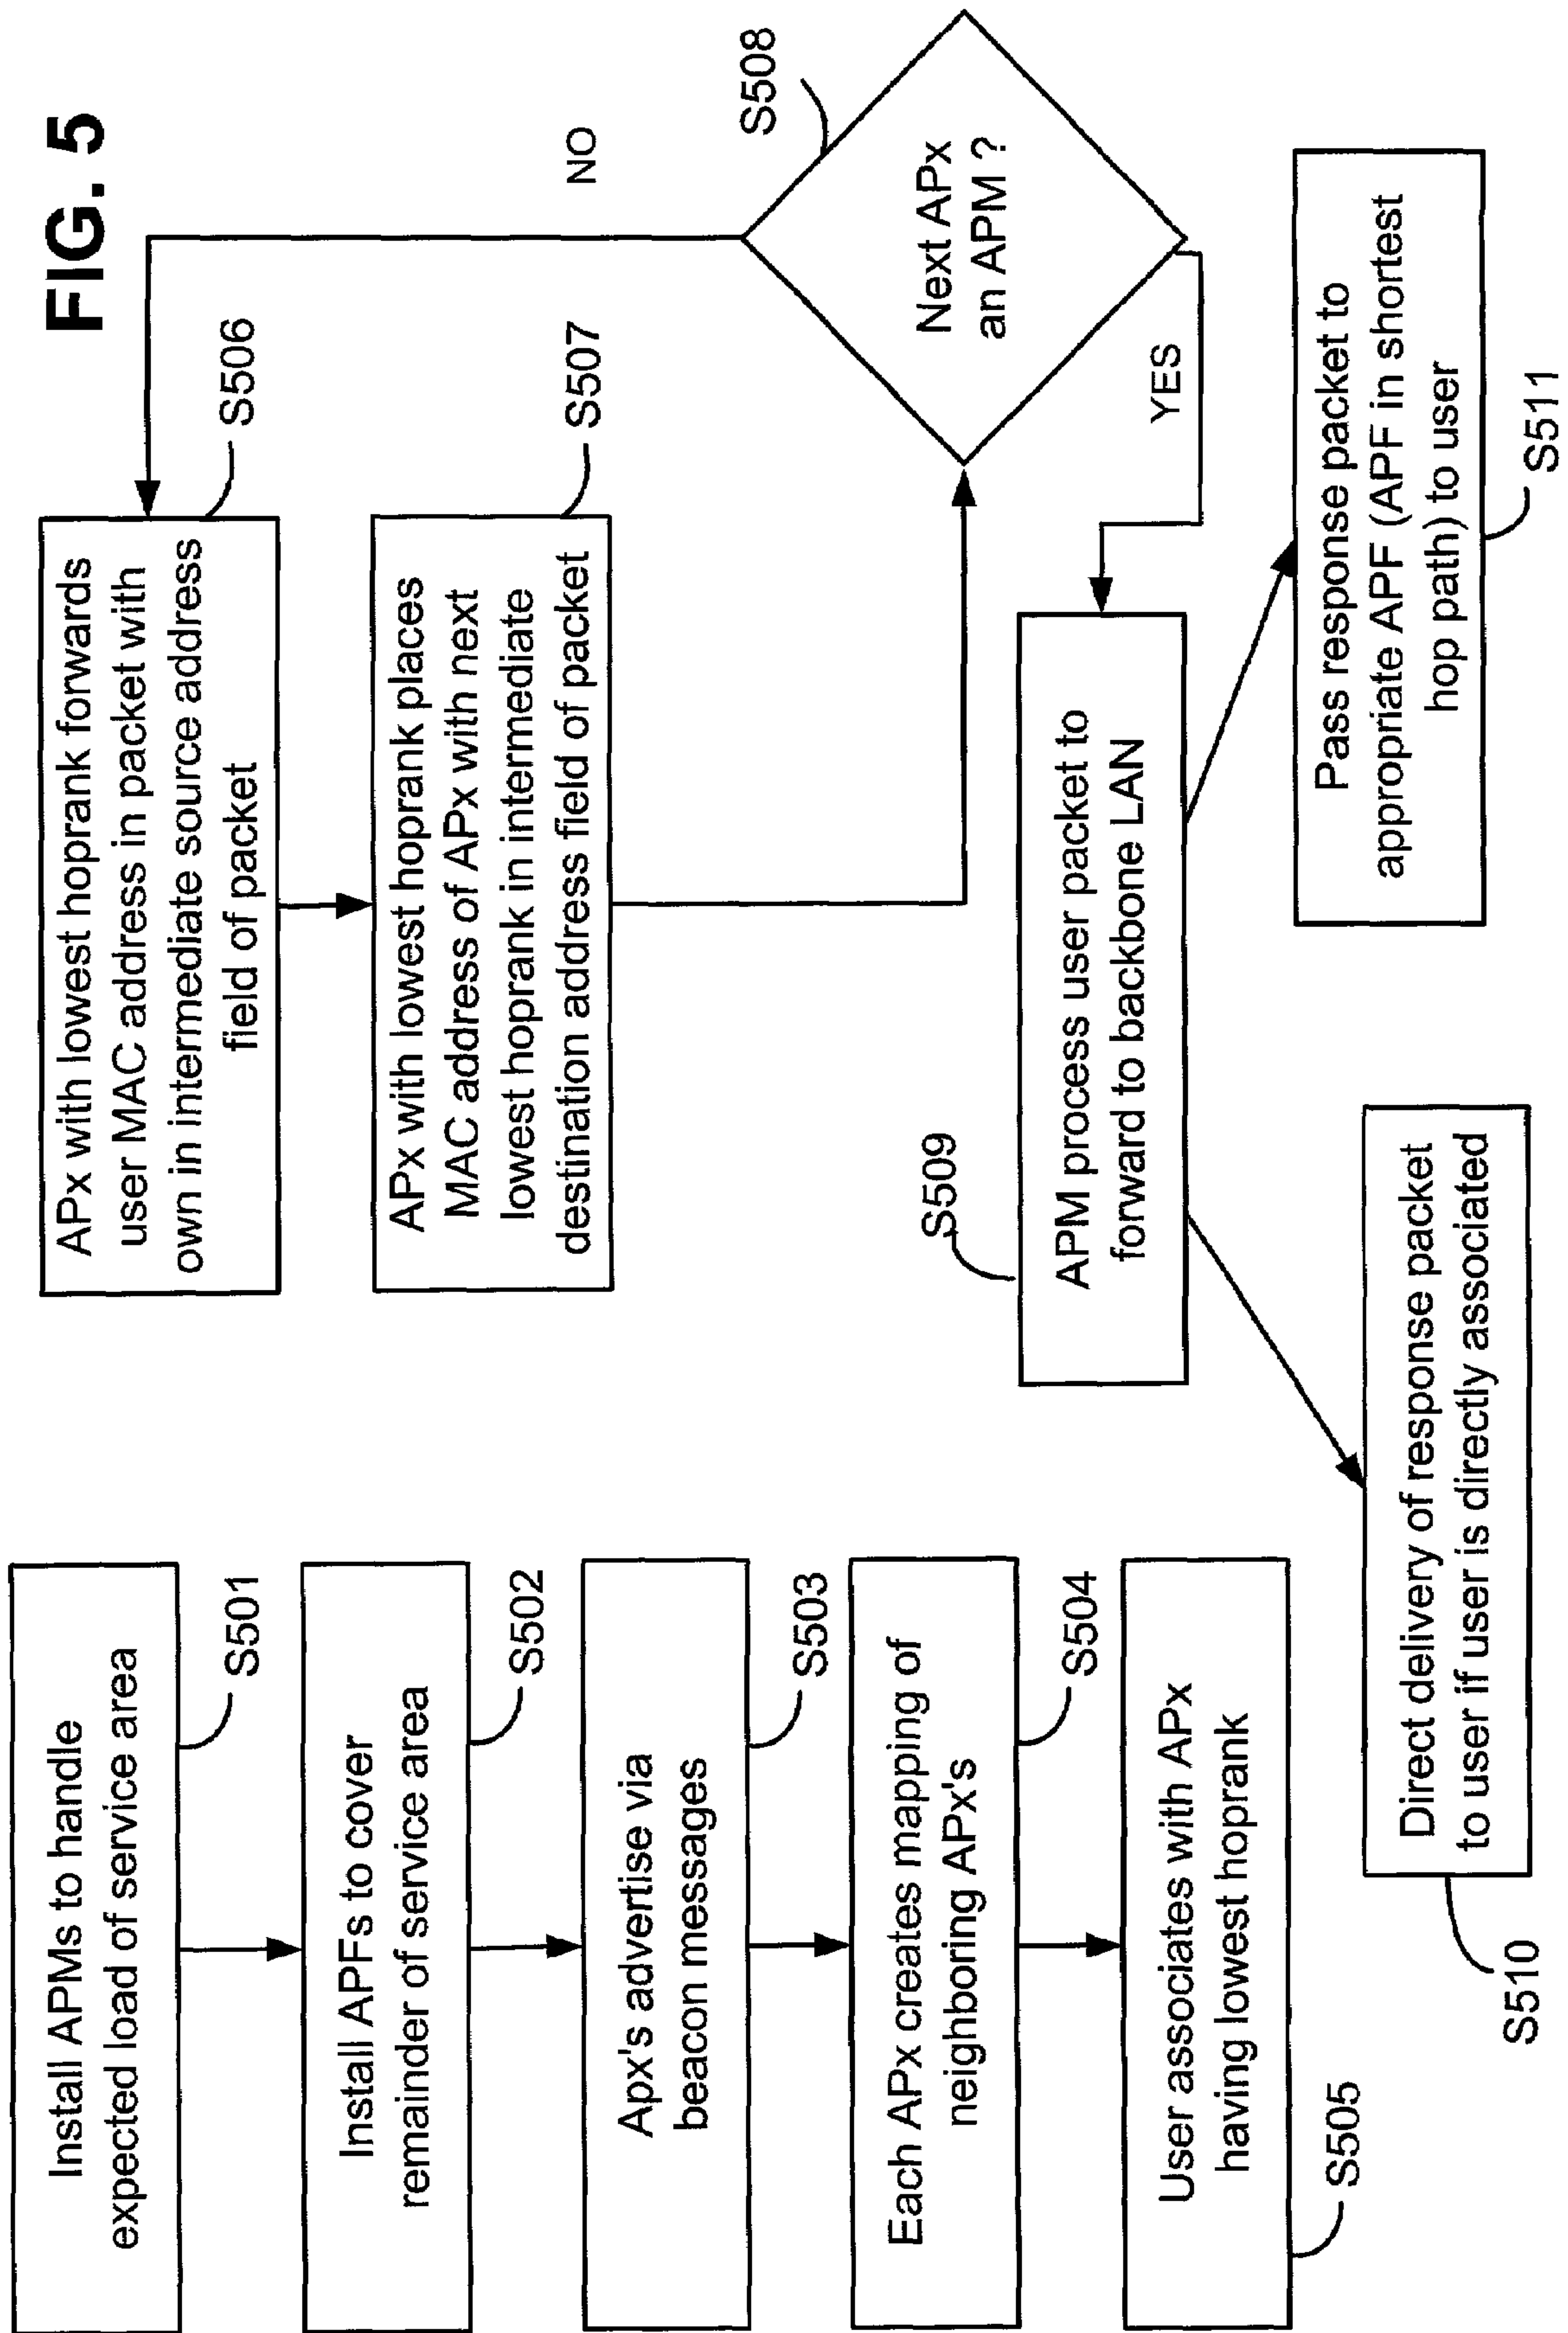 FIG. 5
Install APMs to handle
expected load of service area
S501
Install APFs to cover
remainder of service area
S502
Apx's advertise via
beacon messages
S503
Each APx creates mapping of
neighboring APx's
S504
User associates with APx
having lowest hoprank
S505
APx with lowest hoprank forwards
user MAC address in packet with
own in intermediate source address
field of packet
S506
APx with lowest hoprank places
MAC address of APx with next
lowest hoprank in intermediate
destination address field of packet
S507
Next APx
an APM ?
S508
NO
YES
S509
APM process user packet to
forward to backbone LAN
Direct delivery of response packet
to user if user is directly associated
S510
Pass response packet to
appropriate APF (APF in shortest
hop path) to user
S511